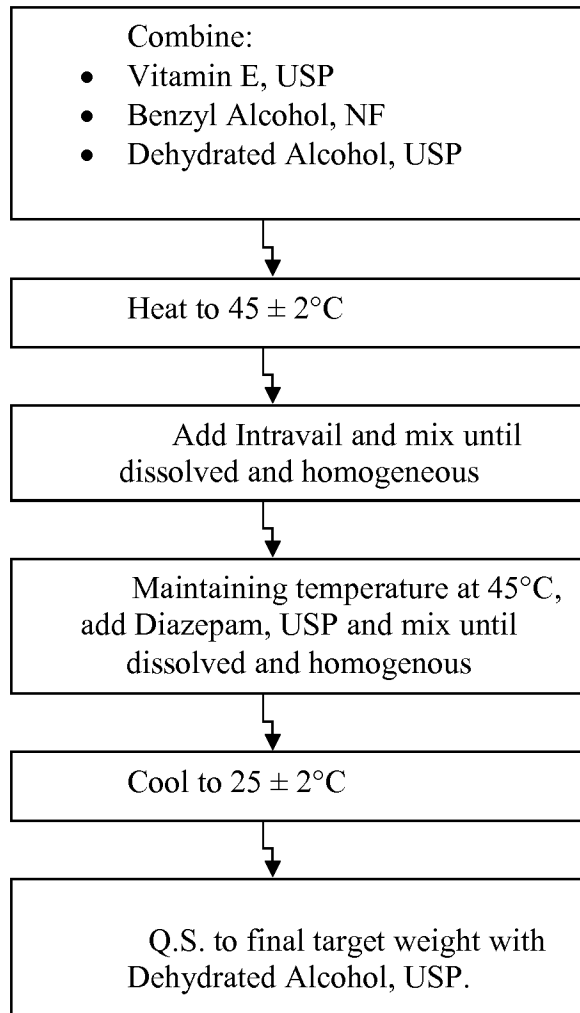 Combine:
• Vitamin E, USP
• Benzyl Alcohol, NF
• Dehydrated Alcohol, USP
Heat to 45 ± 2°C
Add Intravail and mix until
dissolved and homogeneous
Maintaining temperature at 45°C,
add Diazepam, USP and mix until
dissolved and homogenous
Cool to 25 ± 2°C
Q.S. to final target weight with
Dehydrated Alcohol, USP.